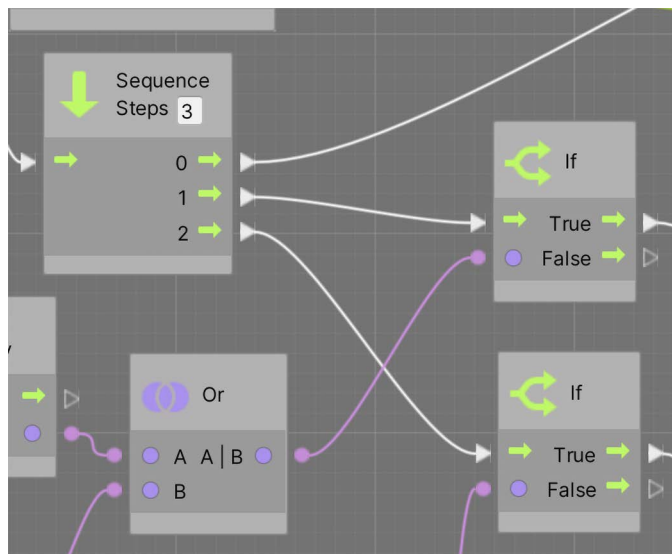 Sequence
Steps 3
0
1
2
If
True
False
Or
A A | B
B
If
True
False